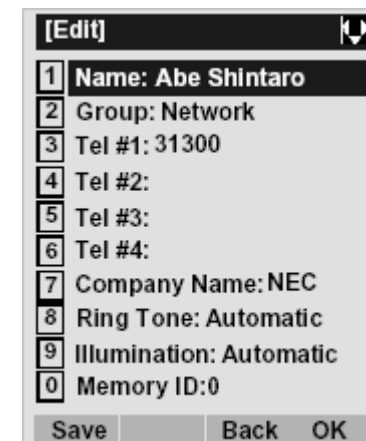 [Edit]
1 Name: Abe Shintaro
2 Group: Network
3 Tel #1: 31300
4 Tel #2:
5 Tel #3:
6 Tel #4:
7 Company Name: NEC
8 Ring Tone: Automatic
9 Illumination: Automatic
0 Memory ID:0
Save Back OK